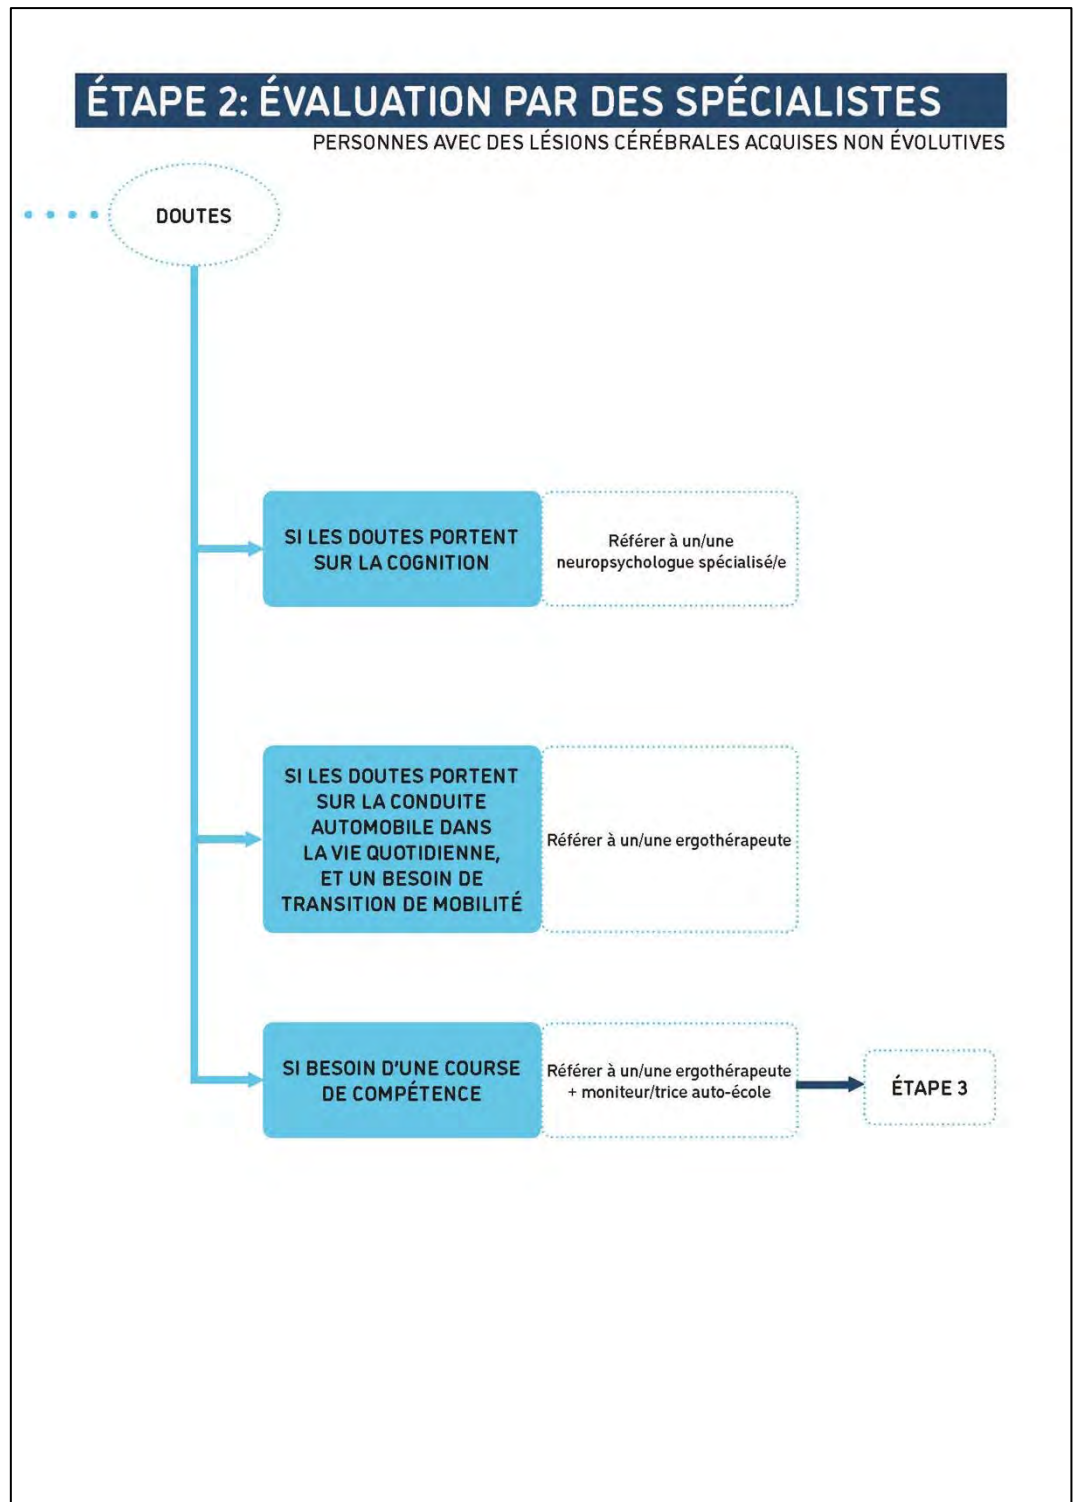 ÉTAPE 2: ÉVALUATION PAR DES SPÉCIALISTES
PERSONNES AVEC DES LÉSIONS CÉRÉBRALES ACQUISES NON ÉVOLUTIVES
DOUTES
SI LES DOUTES PORTENT
SUR LA COGNITION
Référer à un/une
neuropsychologue spécialisé/e
SI LES DOUTES PORTENT
SUR LA CONDUITE
AUTOMOBILE DANS
LA VIE QUOTIDIENNE,
ET UN BESOIN DE
TRANSITION DE MOBILITÉ
Référer à un/une ergothérapeute
SI BESOIN D'UNE COURSE
DE COMPÉTENCE
Référer à un/une ergothérapeute
+ moniteur/trice auto-école
ÉTAPE 3